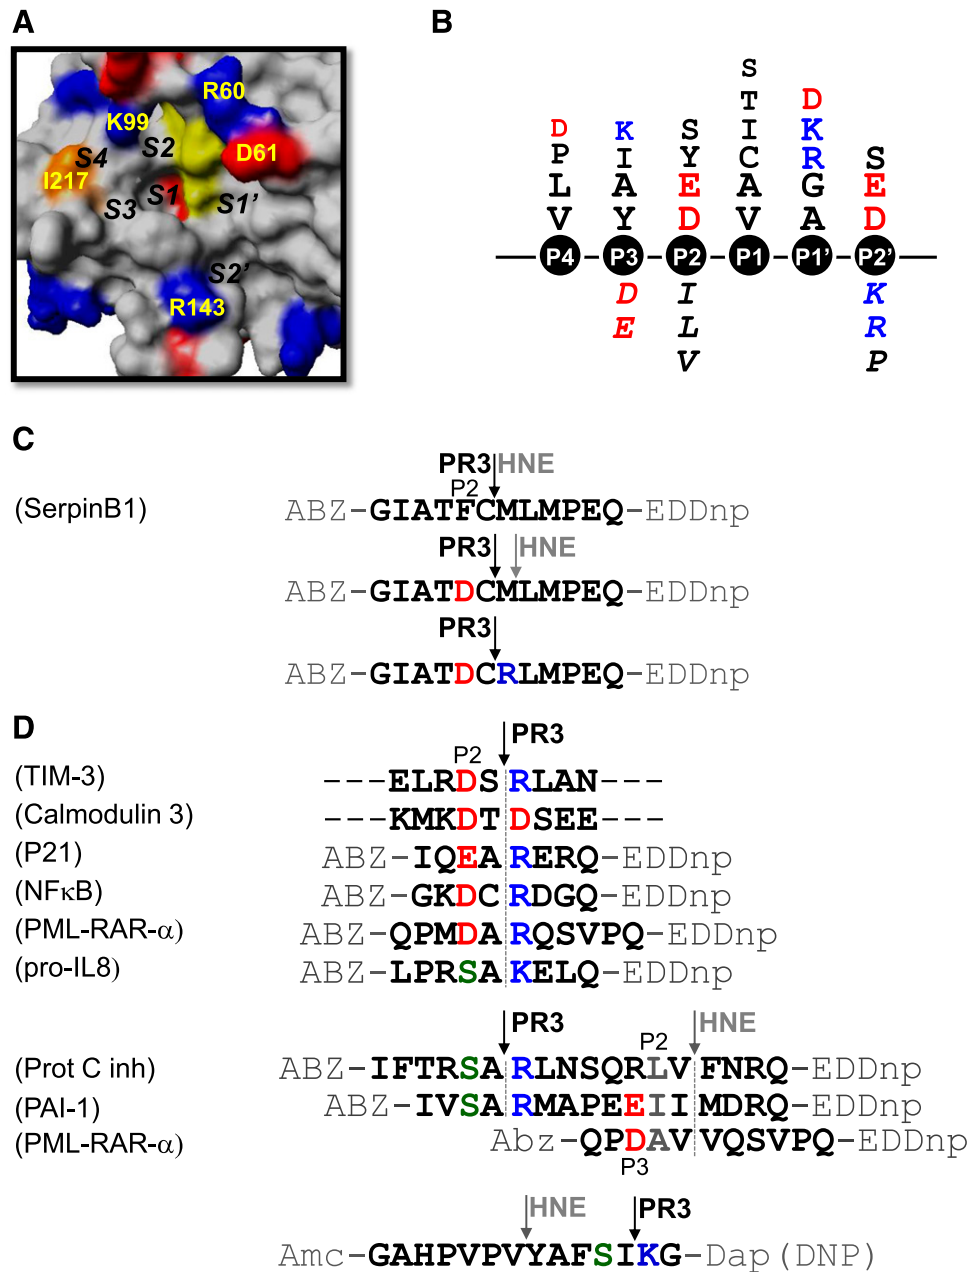 A
R60
K99
S2
D61
S4
I217
S1
S3
S1'
S2'
R143
B
S
T D
D K S I K
P I Y C R S
L A E A G E
V Y D V A D
P4 P3 P2 P1 P1' P2'
D I K
E L R
V P
C
PR3 HNE
P2
(SerpinB1) ABZ-GIATFCMLMPEQ-EDDnp
PR3 HNE
ABZ-GIATDCMLMPEQ-EDDnp
PR3
ABZ-GIATDCRLMPEQ-EDDnp
D
PR3
P2
(TIM-3) ---ELRDS RLAN---
(Calmodulin 3) ---KMKDT DSEE---
(P21) ABZ-IQEA RERQ-EDDnp
(NFκB) ABZ-GKDC RDGQ-EDDnp
(PML-RAR-α) ABZ-QPMDA RQSVPQ-EDDnp
(pro-IL8) ABZ-LPRSA KELQ-EDDnp
PR3 HNE
P2
(Prot C inh) ABZ-IFTRSA RLNSQRLV FNRQ-EDDnp
(PAI-1) ABZ-IVSA RMAPEEII MDRQ-EDDnp
(PML-RAR-α) Abz-QPDAV VQSVPQ-EDDnp
P3
HNE PR3
Amc-GAHPVPVYAFSIKG-Dap(DNP)